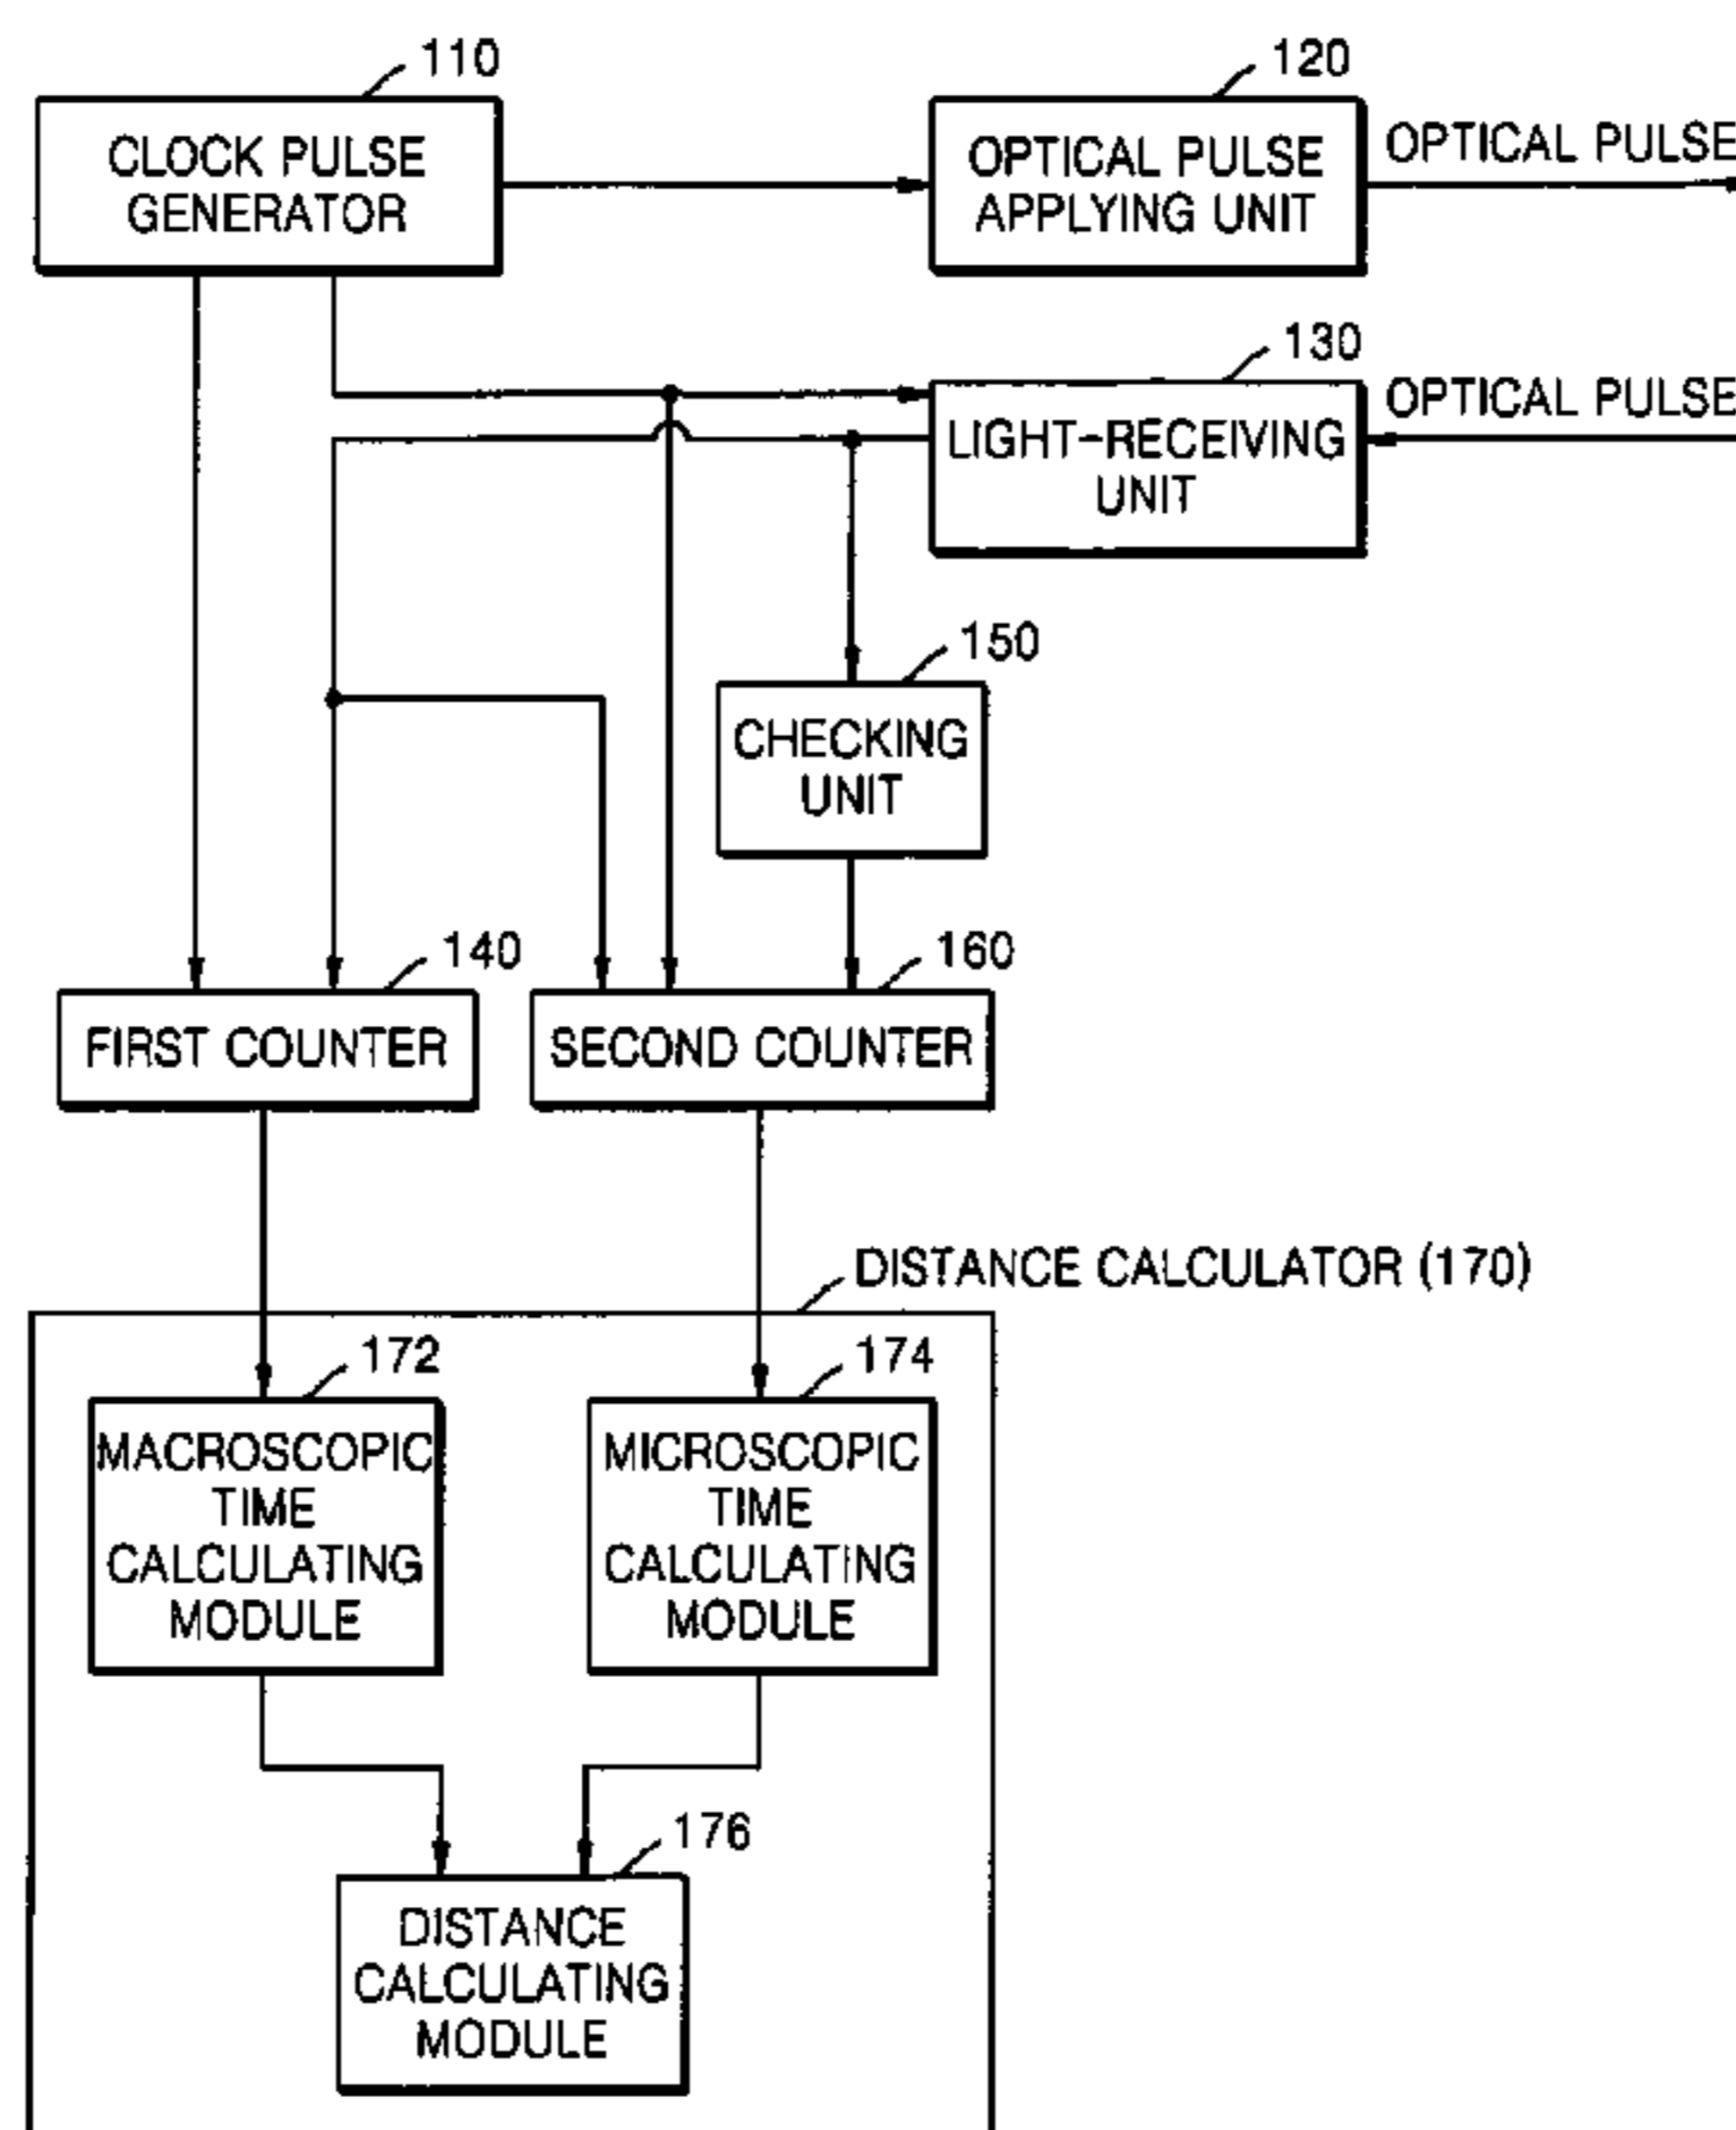 110
120
CLOCK PULSE
GENERATOR
OPTICAL PULSE
APPLYING UNIT
OPTICAL PULSE
130
LIGHT-RECEIVING
UNIT
OPTICAL PULSE
150
CHECKING
UNIT
140
160
FIRST COUNTER
SECOND COUNTER
DISTANCE CALCULATOR (170)
172
174
MACROSCOPIC
TIME
CALCULATING
MODULE
MICROSCOPIC
TIME
CALCULATING
MODULE
176
DISTANCE
CALCULATING
MODULE